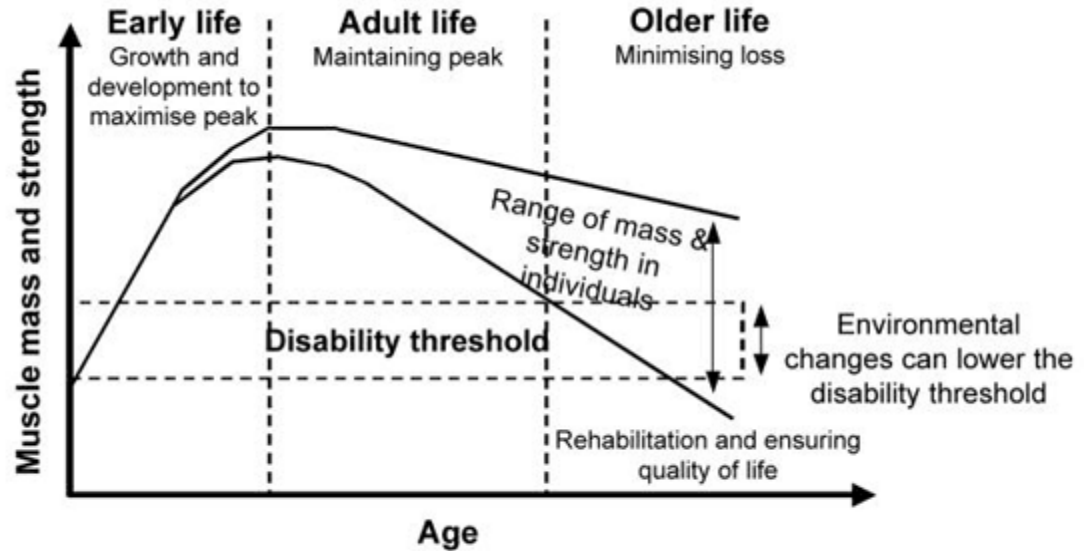 Early life
Growth and
development to
maximise peak
Adult life
Maintaining peak
Older life
Minimising loss
Muscle mass and strength
Range of mass &
strength in
individuals
Disability threshold
Environmental
changes can lower the
disability threshold
Rehabilitation and ensuring
quality of life
Age